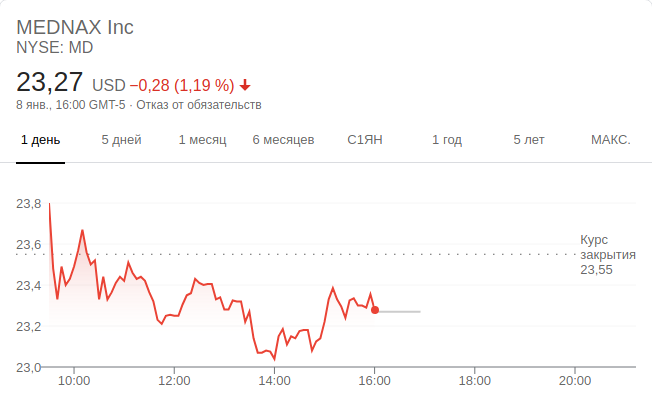 MEDNAX Inc
NYSE: MD
23,27 USD −0,28 (1,19 %)
8 янв., 16:00 GMT-5 · Отказ от обязательств
1 день 5 дней 1 месяц 6 месяцев С1ЯН 1 год 5 лет МАКС.
23,8
23,6
23,4
23,2
23,0
Курс
закрытия
23,55
10:00 12:00 14:00 16:00 18:00 20:00